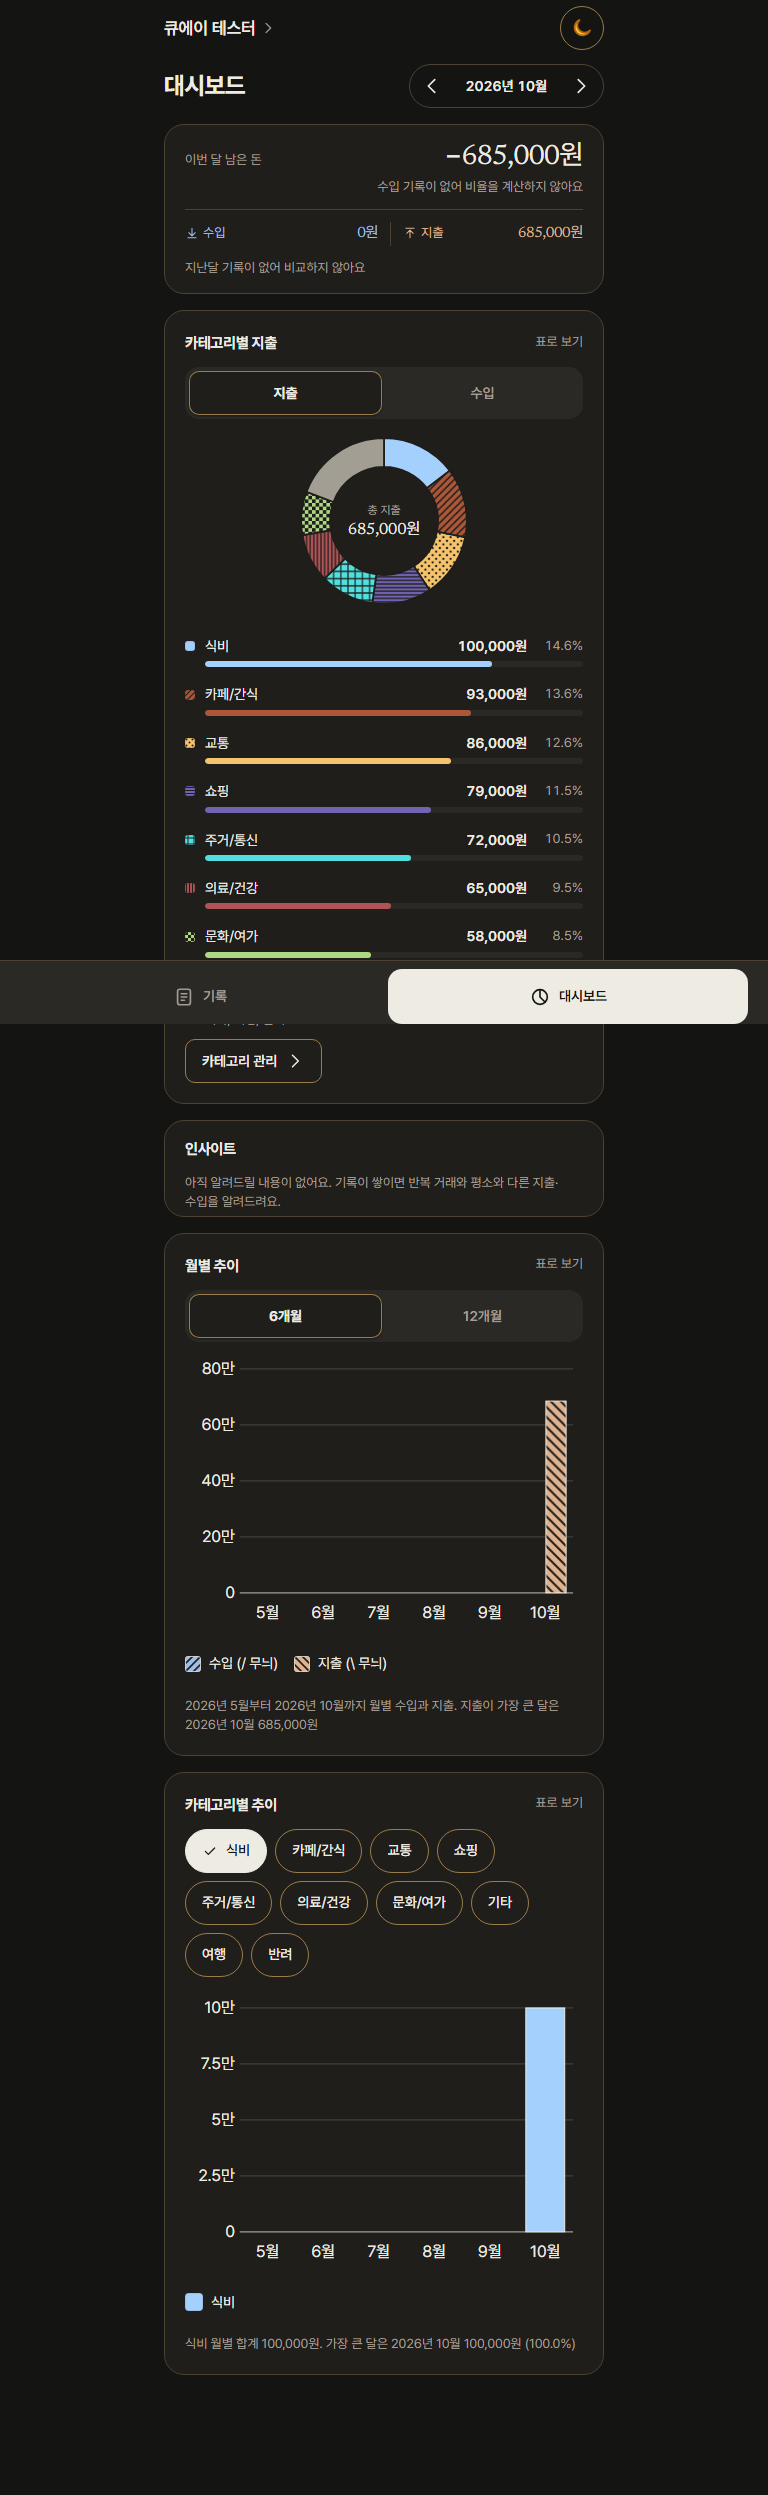 큐에이 테스터
대시보드
2026년 10월
이번 달 남은 돈
-685,000원
수입 기록이 없어 비율을 계산하지 않아요
수입 0원
지출 685,000원
지난달 기록이 없어 비교하지 않아요
카테고리별 지출
표로 보기
지출 수입
총 지출
685,000원
식비 100,000원 14.6%
카페/간식 93,000원 13.6%
교통 86,000원 12.6%
쇼핑 79,000원 11.5%
주거/통신 72,000원 10.5%
의료/건강 65,000원 9.5%
문화/여가 58,000원 8.5%
기록 대시보드
카테고리 관리
인사이트
아직 알려드릴 내용이 없어요. 기록이 쌓이면 반복 거래와 평소와 다른 지출·
수입을 알려드려요.
월별 추이
표로 보기
6개월 12개월
80만
60만
40만
20만
0
5월 6월 7월 8월 9월 10월
수입 (/ 무늬) 지출 (\ 무늬)
2026년 5월부터 2026년 10월까지 월별 수입과 지출. 지출이 가장 큰 달은
2026년 10월 685,000원
카테고리별 추이
표로 보기
식비 카페/간식 교통 쇼핑
주거/통신 의료/건강 문화/여가 기타
여행 반려
10만
7.5만
5만
2.5만
0
5월 6월 7월 8월 9월 10월
식비
식비 월별 합계 100,000원. 가장 큰 달은 2026년 10월 100,000원 (100.0%)